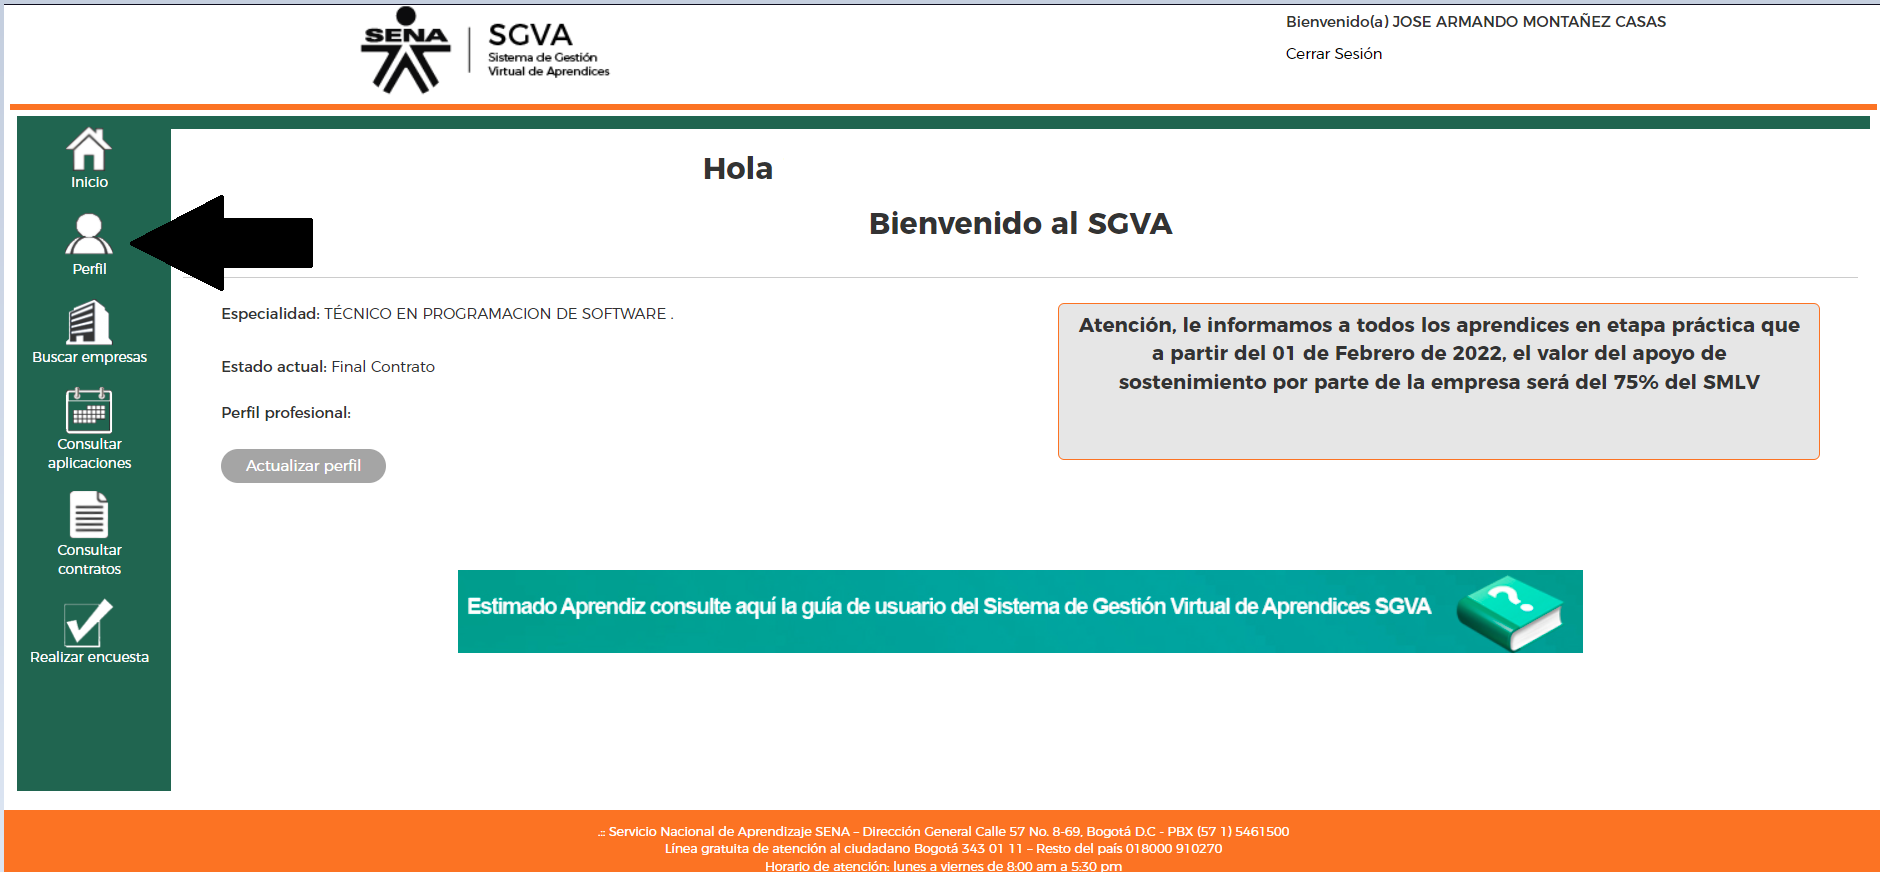 SENA
SGVA
Sistema de Gestión
Virtual de Aprendices
Bienvenido(a) JOSE ARMANDO MONTAÑEZ CASAS
Cerrar Sesión
Inicio
Perfil
Buscar empresas
Consultar
aplicaciones
Consultar
contratos
Realizar encuesta
Hola
Bienvenido al SGVA
Especialidad: TÉCNICO EN PROGRAMACION DE SOFTWARE .
Estado actual: Final Contrato
Perfil profesional:
Actualizar perfil
Atención, le informamos a todos los aprendices en etapa práctica que
a partir del 01 de Febrero de 2022, el valor del apoyo de
sostenimiento por parte de la empresa será del 75% del SMLV
Estimado Aprendiz consulte aquí la guía de usuario del Sistema de Gestión Virtual de Aprendices SGVA
.:: Servicio Nacional de Aprendizaje SENA – Dirección General Calle 57 No. 8-69, Bogotá D.C - PBX (57 1) 5461500
Línea gratuita de atención al ciudadano Bogotá 343 01 11 – Resto del país 018000 910270
Horario de atención: lunes a viernes de 8:00 am a 5:30 pm